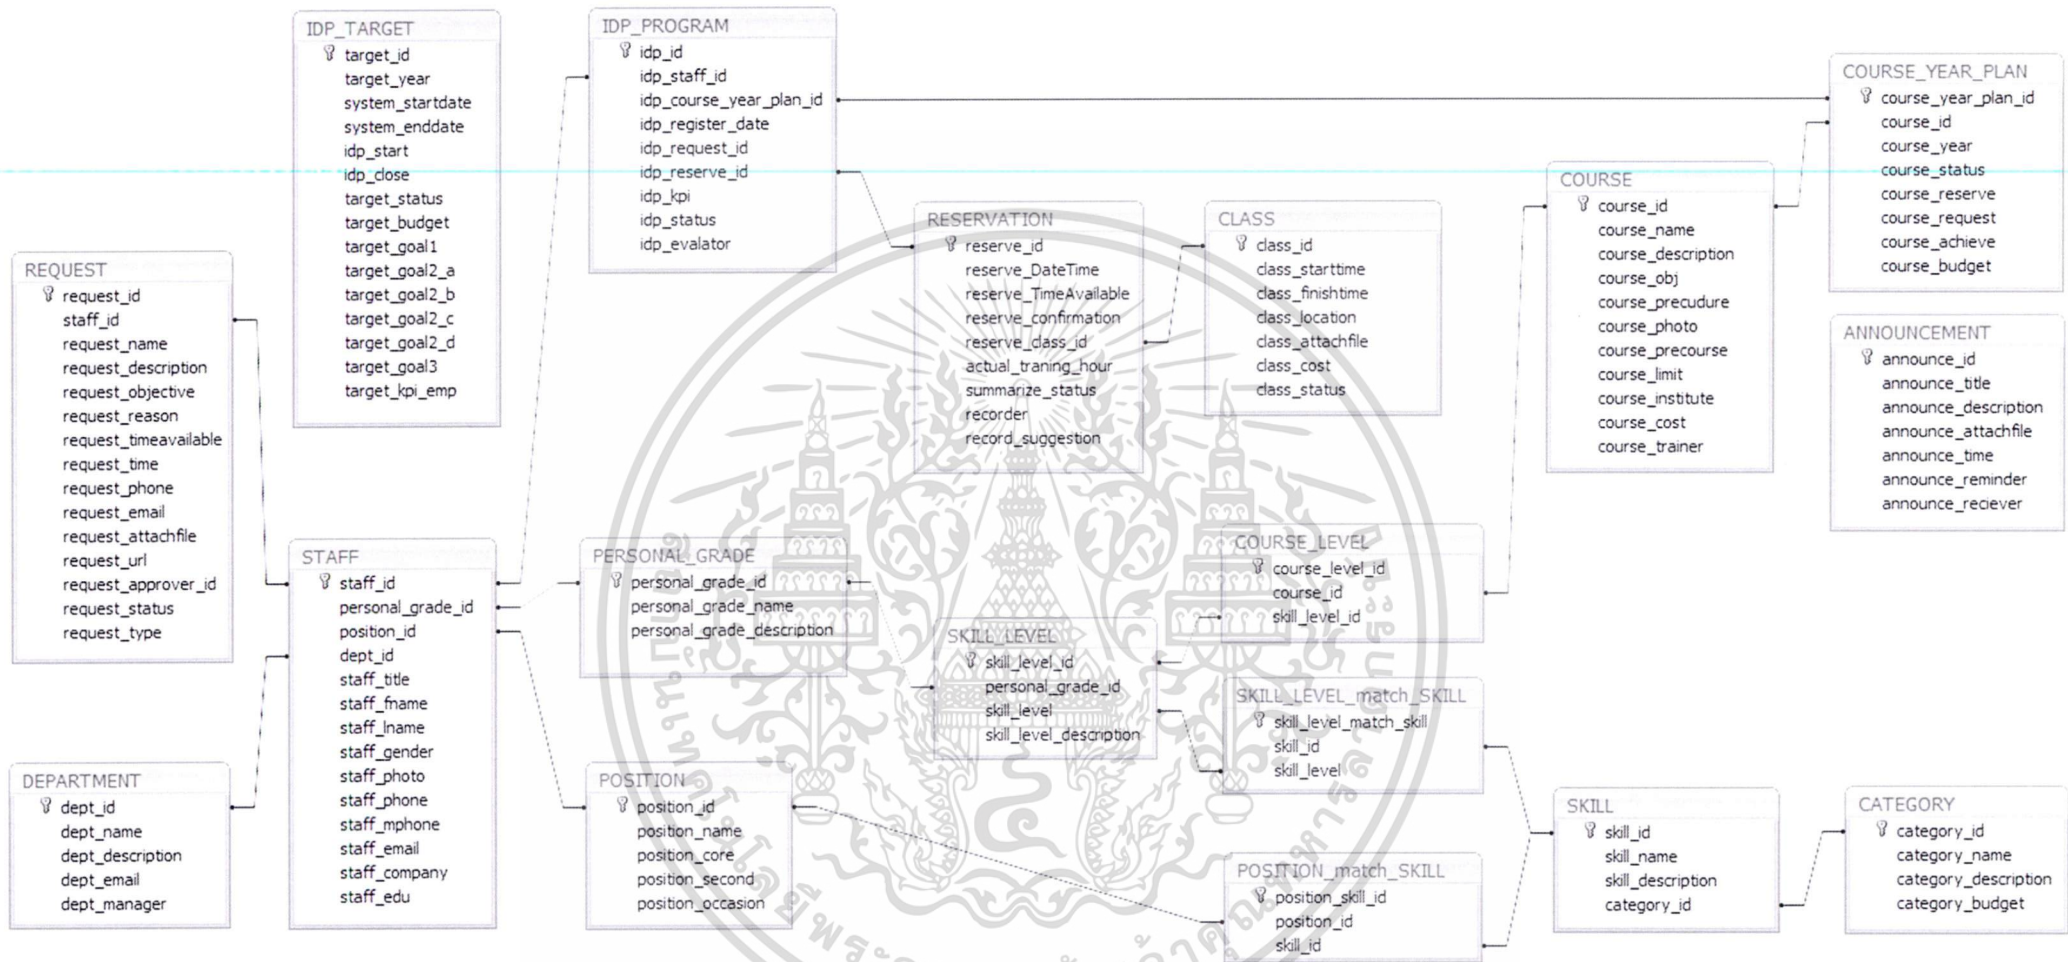 IDP_TARGET
target_id
target_year
system_startdate
system_enddate
idp_start
idp_close
target_status
target_budget
target_goal1
target_goal2_a
target_goal2_b
target_goal2_c
target_goal2_d
target_goal3
target_kpi_emp
IDP_PROGRAM
idp_id
idp_staff_id
idp_course_year_plan_id
idp_register_date
idp_request_id
idp_reserve_id
idp_kpi
idp_status
idp_evalator
COURSE_YEAR_PLAN
course_year_plan_id
course_id
course_year
course_status
course_reserve
course_request
course_achieve
course_budget
COURSE
course_id
course_name
course_description
course_obj
course_precudure
course_photo
course_precourse
course_limit
course_institute
course_cost
course_trainer
RESERVATION
reserve_id
reserve_DateTime
reserve_TimeAvailable
reserve_confirmation
reserve_class_id
actual_traning_hour
summarize_status
recorder
record_suggestion
CLASS
class_id
class_starttime
class_finishtime
class_location
class_attachfile
class_cost
class_status
REQUEST
request_id
staff_id
request_name
request_description
request_objective
request_reason
request_timeavailable
request_time
request_phone
request_email
request_attachfile
request_url
request_approver_id
request_status
request_type
ANNOUNCEMENT
announce_id
announce_title
announce_description
announce_attachfile
announce_time
announce_reminder
announce_reciever
STAFF
staff_id
personal_grade_id
position_id
dept_id
staff_title
staff_fname
staff_lname
staff_gender
staff_photo
staff_phone
staff_mphone
staff_email
staff_company
staff_edu
PERSONAL_GRADE
personal_grade_id
personal_grade_name
personal_grade_description
COURSE_LEVEL
course_level_id
course_id
skill_level_id
SKILL_LEVEL
skill_level_id
personal_grade_id
skill_level
skill_level_description
SKILL_LEVEL_match_SKILL
skill_level_match_skill
skill_id
skill_level
DEPARTMENT
dept_id
dept_name
dept_description
dept_email
dept_manager
POSITION
position_id
position_name
position_core
position_second
position_occasion
POSITION_match_SKILL
position_skill_id
position_id
skill_id
SKILL
skill_id
skill_name
skill_description
category_id
CATEGORY
category_id
category_name
category_description
category_budget